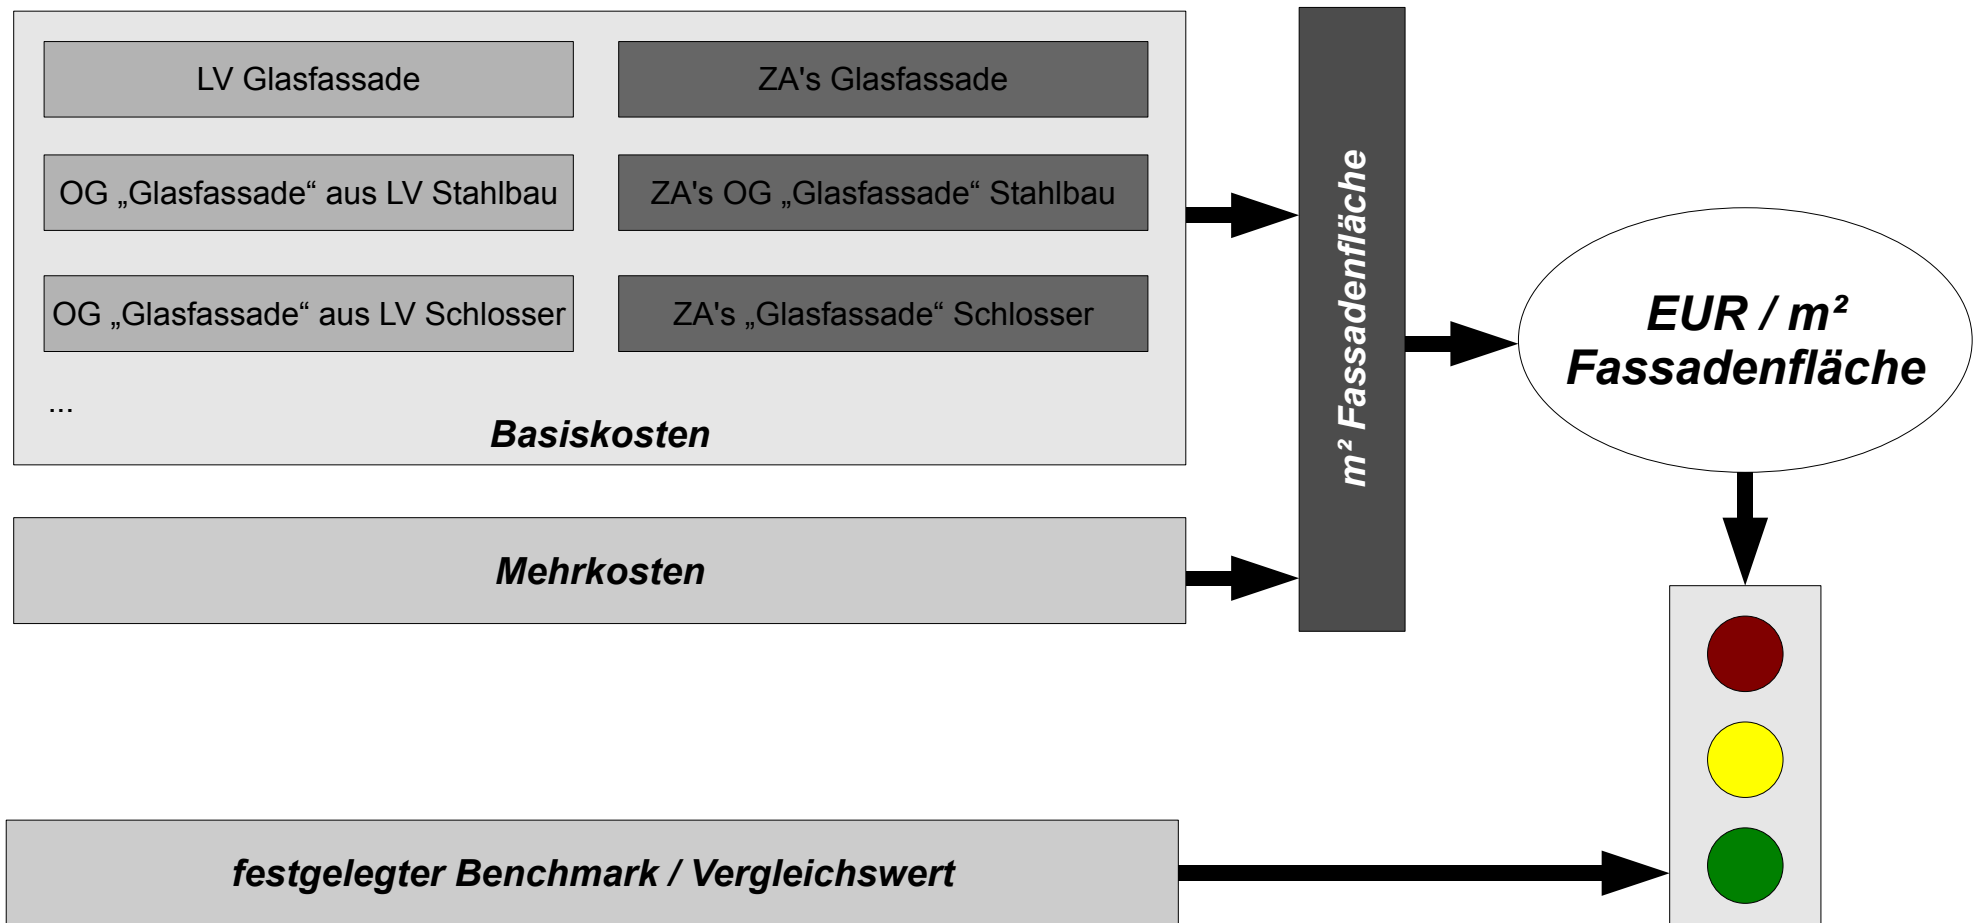 LV Glasfassade
ZA's Glasfassade
OG „Glasfassade“ aus LV Stahlbau
ZA's OG „Glasfassade“ Stahlbau
OG „Glasfassade“ aus LV Schlosser
ZA's „Glasfassade“ Schlosser
...
Basiskosten
m² Fassadenfläche
EUR / m²
Fassadenfläche
Mehrkosten
festgelegter Benchmark / Vergleichswert